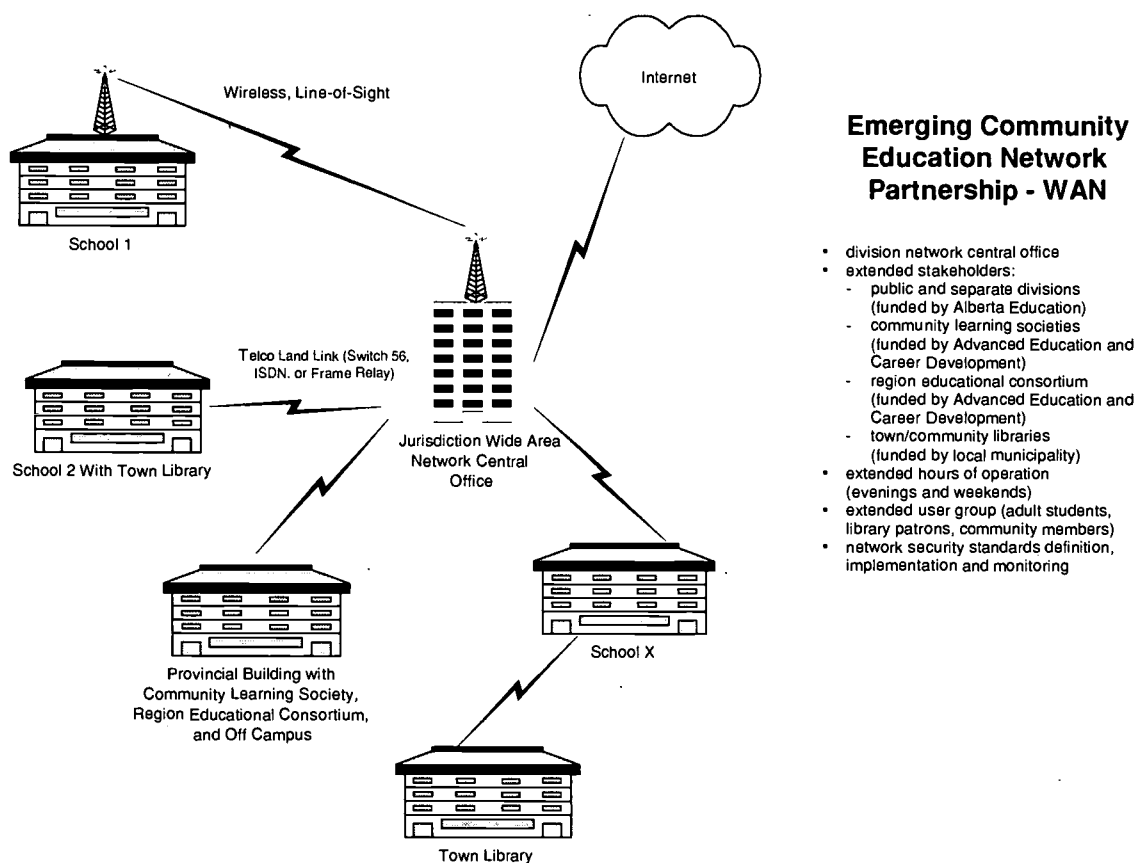 Internet
Wireless, Line-of-Sight
School 1
Telco Land Link (Switch 56,
ISDN. or Frame Relay)
School 2 With Town Library
Jurisdiction Wide Area
Network Central
Office
Provincial Building with
Community Learning Society,
Region Educational Consortium,
and Off Campus
School X
Town Library
Emerging Community
Education Network
Partnership - WAN
• division network central office
• extended stakeholders:
- public and separate divisions
(funded by Alberta Education)
- community learning societies
(funded by Advanced Education and
Career Development)
- region educational consortium
(funded by Advanced Education and
Career Development)
- town/community libraries
(funded by local municipality)
• extended hours of operation
(evenings and weekends)
• extended user group (adult students,
library patrons, community members)
• network security standards definition,
implementation and monitoring